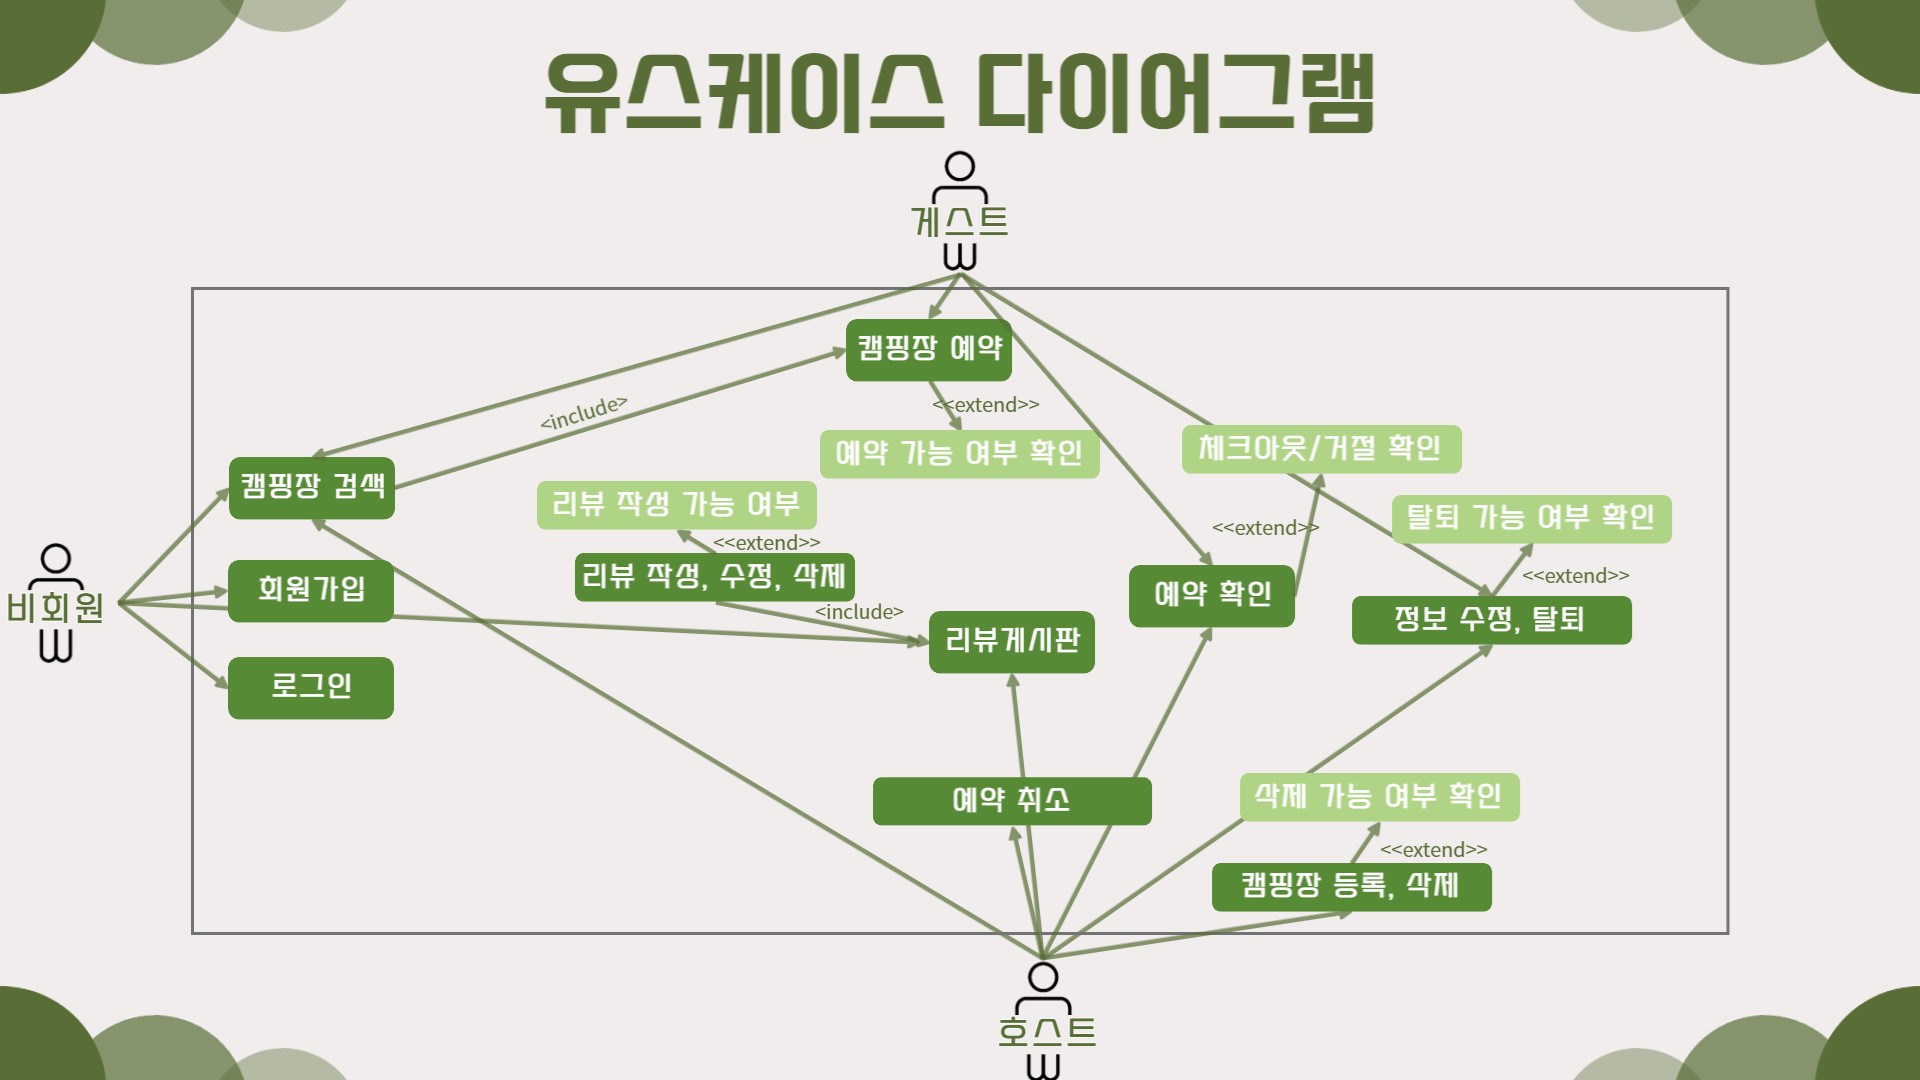 유스케이스 다이어그램
게스트
캠핑장 예약
<<extend>>
<include>
예약 가능 여부 확인
체크아웃/거절 확인
캠핑장 검색
리뷰 작성 가능 여부
탈퇴 가능 여부 확인
<<extend>>
<<extend>>
리뷰 작성, 수정, 삭제
<<extend>>
회원가입
예약 확인
비회원
<include>
정보 수정, 탈퇴
리뷰게시판
로그인
예약 취소
삭제 가능 여부 확인
<<extend>>
캠핑장 등록, 삭제
호스트